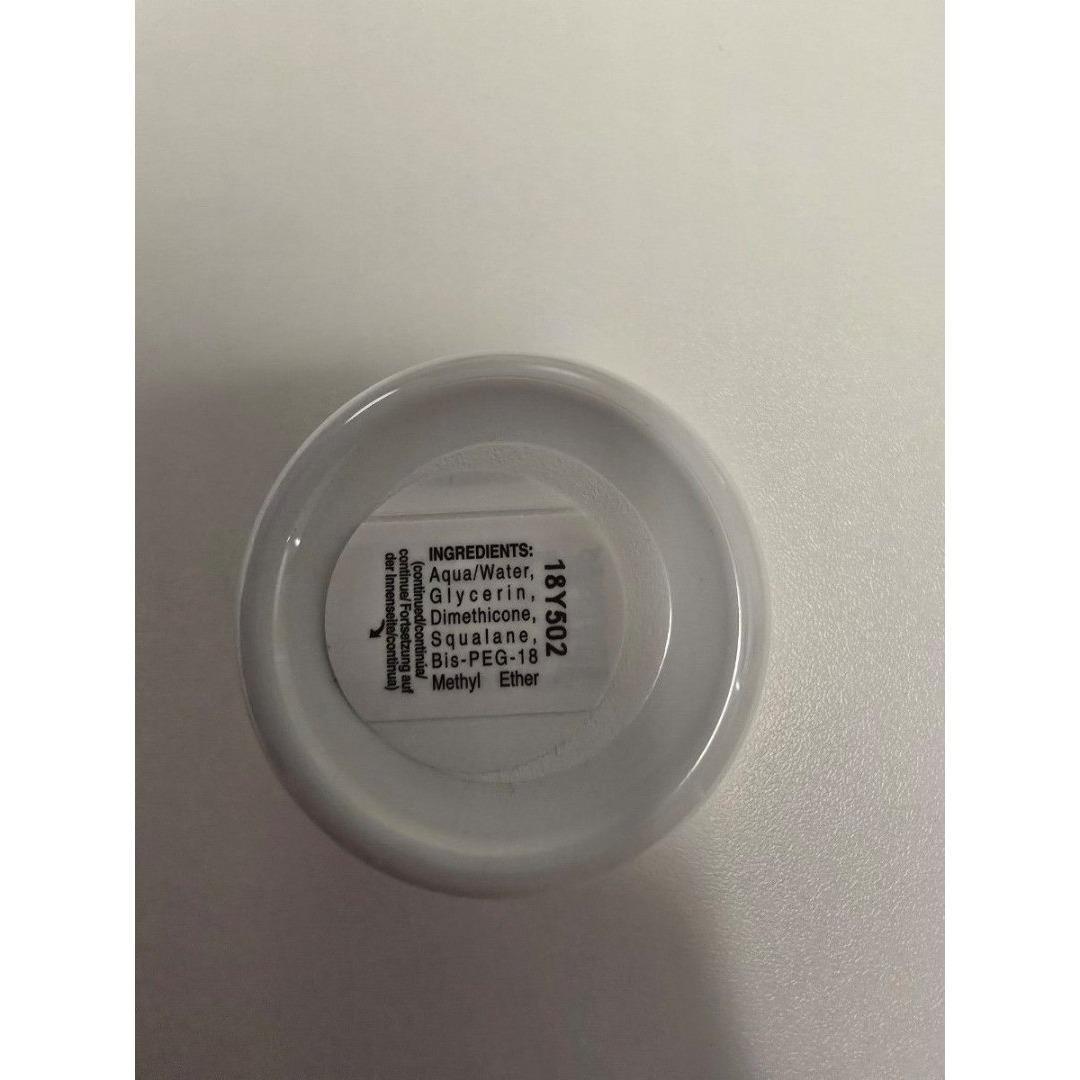 INGREDIENTS:
Aqua/Water,
Glycerin,
Dimethicone,
Squalane,
Bis-PEG-18
Methyl Ether
(continued/continúa/
continue/ Fortsetzung auf
der Innenseite/continua)
18Y502